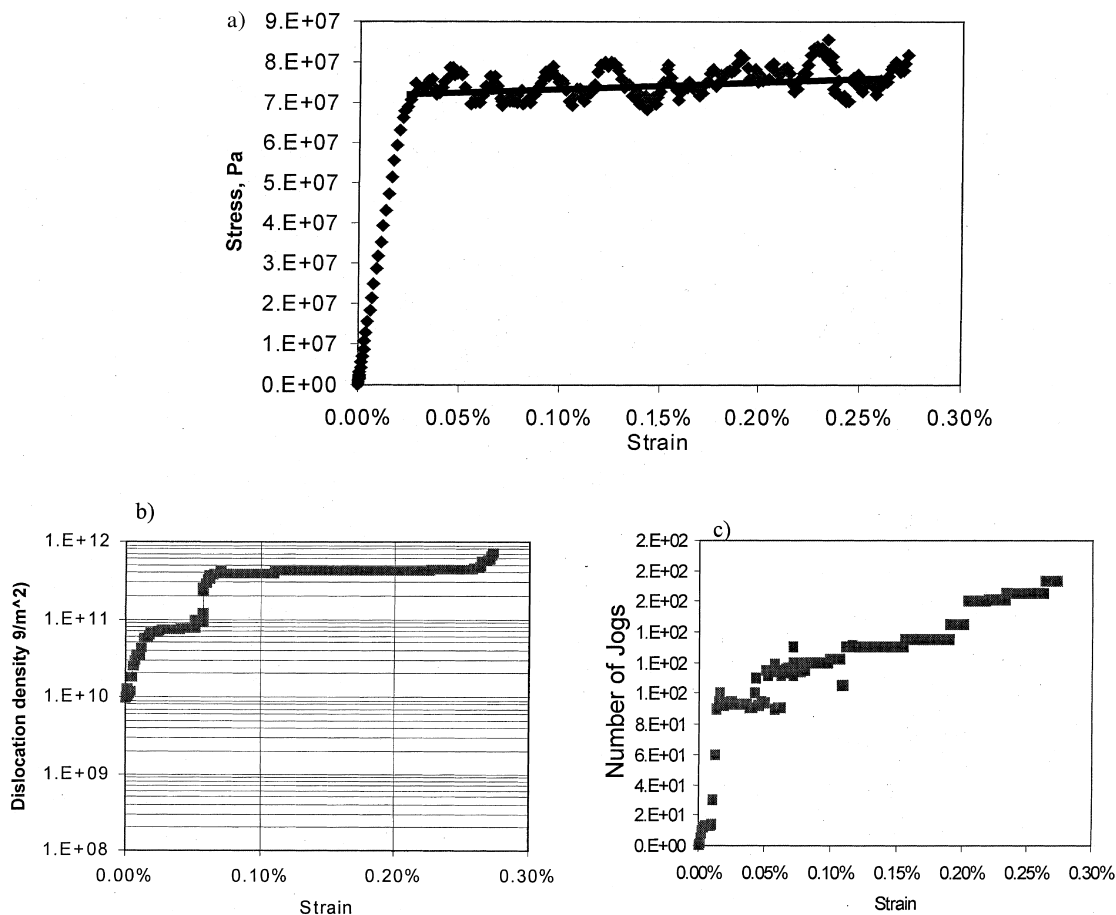 a)
9.E+07
8.E+07
7.E+07
6.E+07
5.E+07
4.E+07
3.E+07
2.E+07
1.E+07
0.E+00
Stress, Pa
0.00% 0.05% 0.10% 0.15% 0.20% 0.25% 0.30%
Strain
b)
1.E+12
1.E+11
1.E+10
1.E+09
1.E+08
Dislocation density 9/m^2)
0.00% 0.10% 0.20% 0.30%
Strain
c)
2.E+02
2.E+02
2.E+02
1.E+02
1.E+02
1.E+02
8.E+01
6.E+01
4.E+01
2.E+01
0.E+00
Number of Jogs
0.00% 0.05% 0.10% 0.15% 0.20% 0.25% 0.30%
Strain